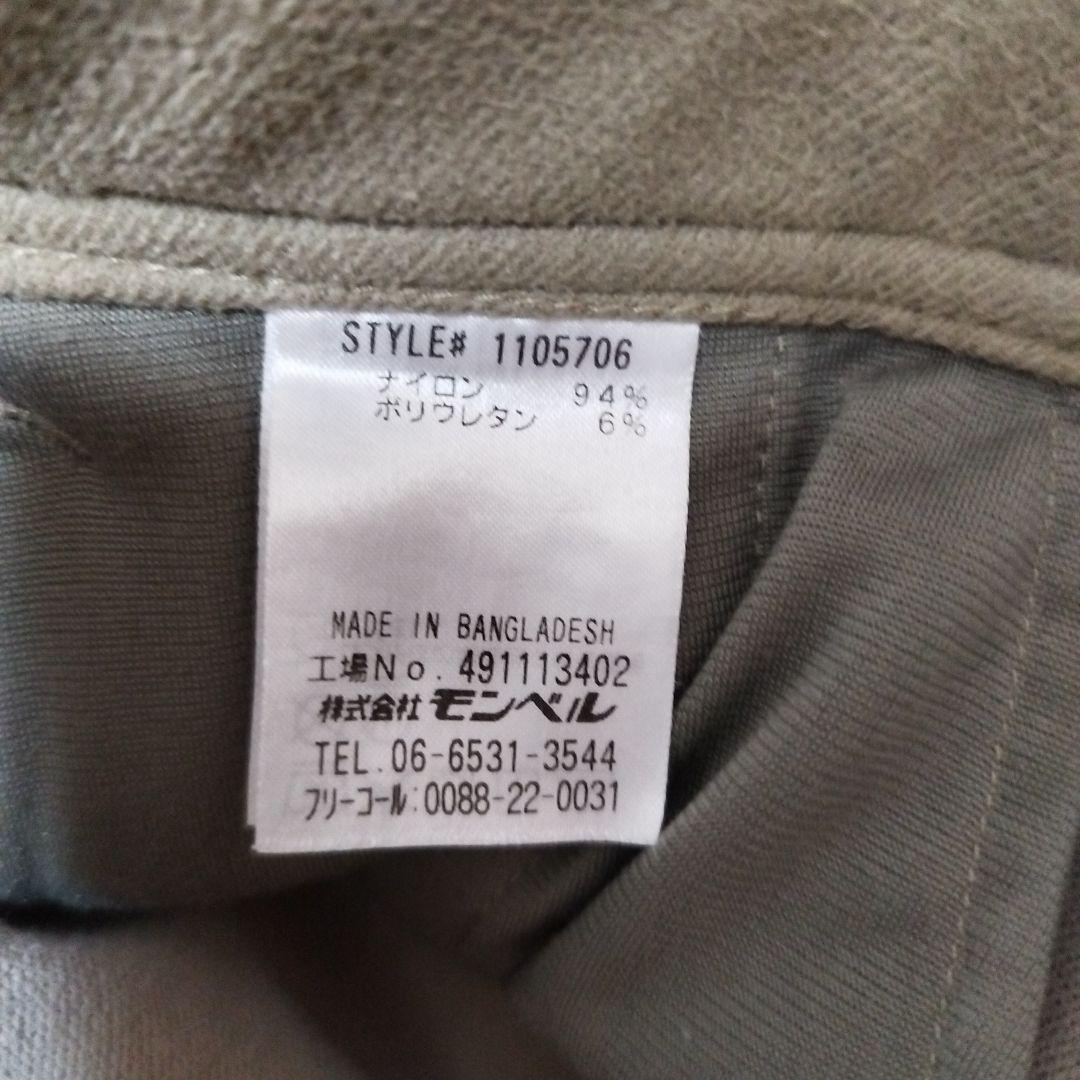 STYLE# 1105706
ナイロン 94%
ポリウレタン 6%
MADE IN BANGLADESH
工場No. 491113402
株式会社モンベル
TEL. 06-6531-3544
フリーコール:0088-22-0031